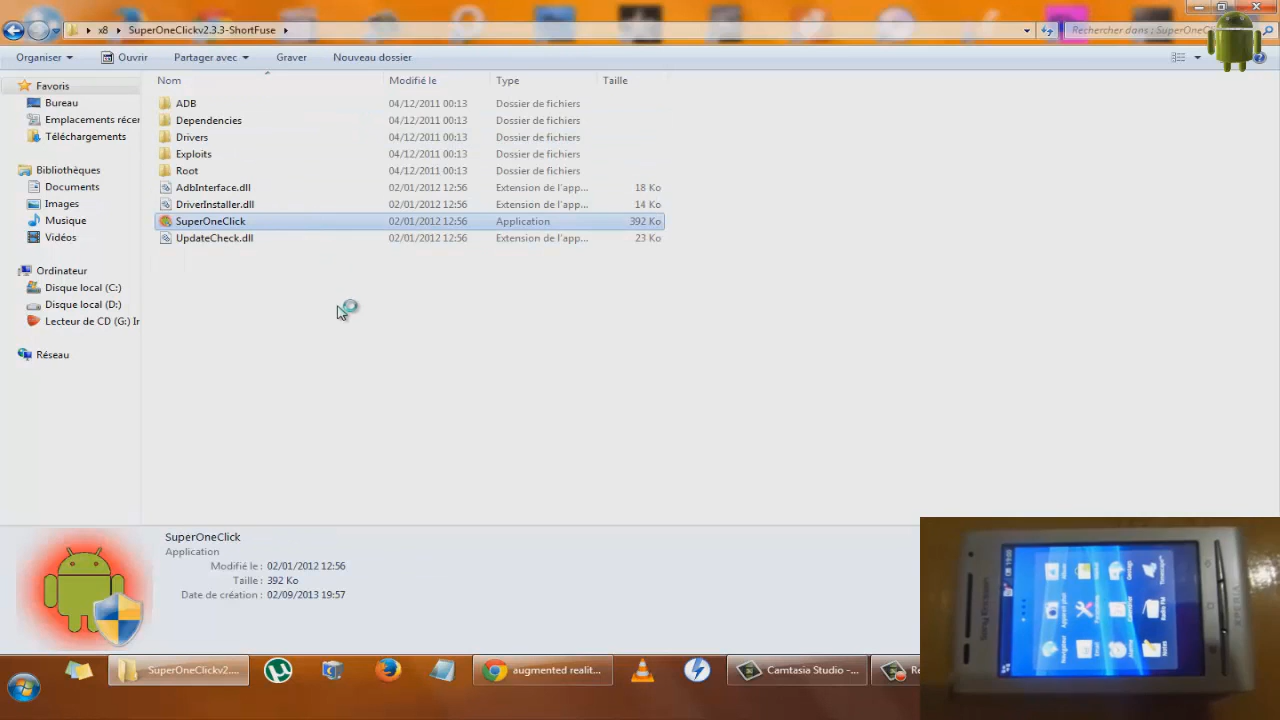 x8 ▸ SuperOneClickv2.3.3-ShortFuse ▸
Rechercher dans : SuperOneC
Organiser
Ouvrir
Partager avec
Graver
Nouveau dossier
Nom Modifié le Type Taille
ADB 04/12/2011 00:13 Dossier de fichiers
Dependencies 04/12/2011 00:13 Dossier de fichiers
Drivers 04/12/2011 00:13 Dossier de fichiers
Exploits 04/12/2011 00:13 Dossier de fichiers
Root 04/12/2011 00:13 Dossier de fichiers
AdbInterface.dll 02/01/2012 12:56 Extension de l'app... 18 Ko
DriverInstaller.dll 02/01/2012 12:56 Extension de l'app... 14 Ko
SuperOneClick 02/01/2012 12:56 Application 392 Ko
UpdateCheck.dll 02/01/2012 12:56 Extension de l'app... 23 Ko
Favoris
Bureau
Emplacements récer
Téléchargements
Bibliothèques
Documents
Images
Musique
Vidéos
Ordinateur
Disque local (C:)
Disque local (D:)
Lecteur de CD (G:) Ir
Réseau
SuperOneClick
Application
Modifié le : 02/01/2012 12:56
Taille : 392 Ko
Date de création : 02/09/2013 19:57
Sony Ericsson
XPERIA
SuperOneClickv2....
augmented realit...
Camtasia Studio -...
Re